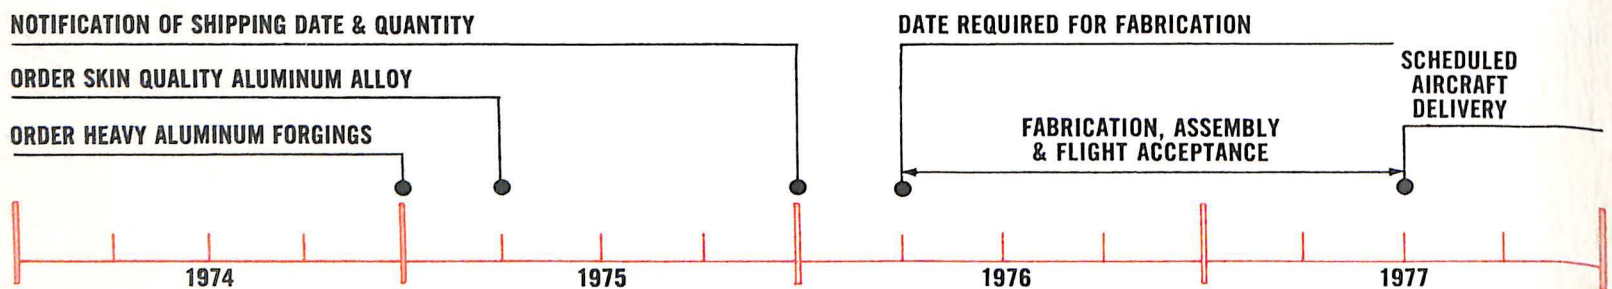 NOTIFICATION OF SHIPPING DATE & QUANTITY
ORDER SKIN QUALITY ALUMINUM ALLOY
ORDER HEAVY ALUMINUM FORGINGS
DATE REQUIRED FOR FABRICATION
SCHEDULED
AIRCRAFT
DELIVERY
FABRICATION, ASSEMBLY
& FLIGHT ACCEPTANCE
1974
1975
1976
1977